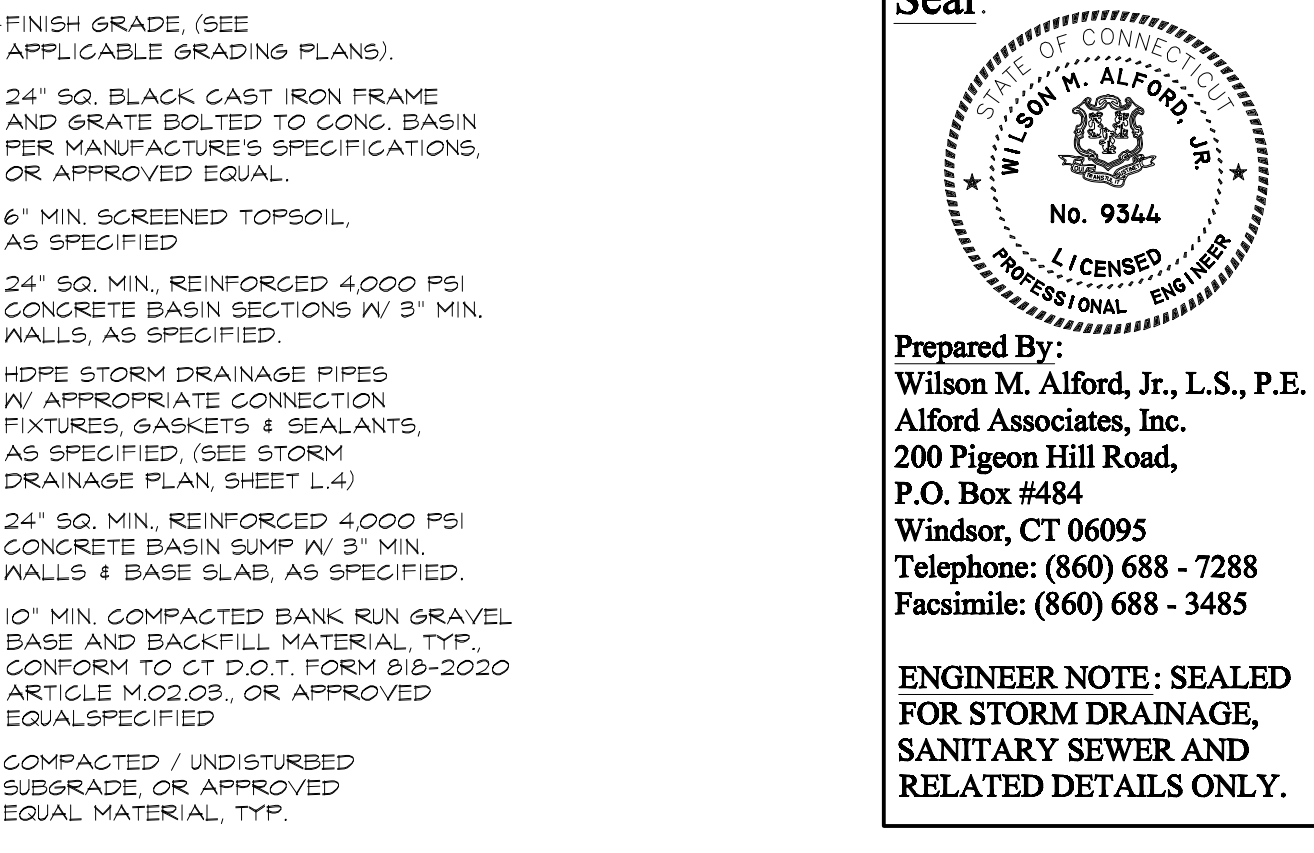 FINISH GRADE, (SEE
APPLICABLE GRADING PLANS).
24" SQ. BLACK CAST IRON FRAME
AND GRATE BOLTED TO CONC. BASIN
PER MANUFACTURE'S SPECIFICATIONS,
OR APPROVED EQUAL.
6" MIN. SCREENED TOPSOIL,
AS SPECIFIED
24" SQ. MIN., REINFORCED 4,000 PSI
CONCRETE BASIN SECTIONS W/ 3" MIN.
WALLS, AS SPECIFIED.
HDPE STORM DRAINAGE PIPES
W/ APPROPRIATE CONNECTION
FIXTURES, GASKETS & SEALANTS,
AS SPECIFIED, (SEE STORM
DRAINAGE PLAN, SHEET L.4)
24" SQ. MIN., REINFORCED 4,000 PSI
CONCRETE BASIN SUMP W/ 3" MIN.
WALLS & BASE SLAB, AS SPECIFIED.
10" MIN. COMPACTED BANK RUN GRAVEL
BASE AND BACKFILL MATERIAL, TYP.,
CONFORM TO CT D.O.T. FORM 818-2020
ARTICLE M.02.03., OR APPROVED
EQUALSPECIFIED
COMPACTED / UNDISTURBED
SUBGRADE, OR APPROVED
EQUAL MATERIAL, TYP.
Seal:
STATE OF CONNECTICUT
WILSON M. ALFORD, JR.
No. 9344
LICENSED
PROFESSIONAL ENGINEER
Prepared By:
Wilson M. Alford, Jr., L.S., P.E.
Alford Associates, Inc.
200 Pigeon Hill Road,
P.O. Box #484
Windsor, CT 06095
Telephone: (860) 688 - 7288
Facsimile: (860) 688 - 3485
ENGINEER NOTE: SEALED
FOR STORM DRAINAGE,
SANITARY SEWER AND
RELATED DETAILS ONLY.